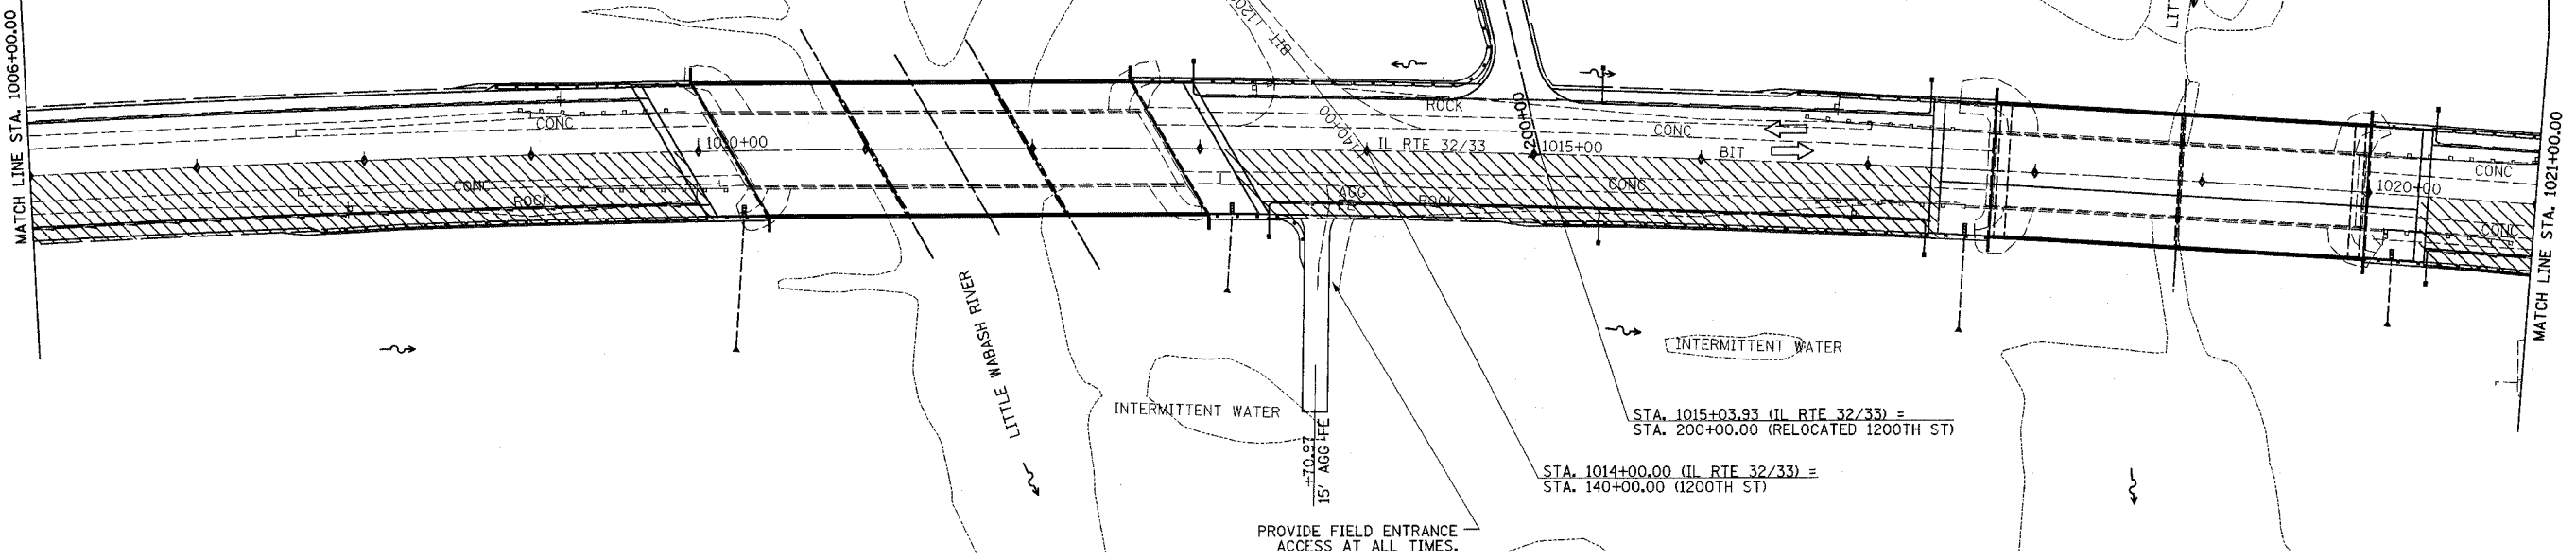 MATCH LINE STA. 1006+00.00
CONC
CONC
ROCK
LITTLE WABASH RIVER
INTERMITTENT WATER
BIT
140+00
AGG
FE
ROCK
ROCK
IL RTE 32/33
200+00
1015+00
CONC
BIT
CONC
+70.97
15' AGG FE
PROVIDE FIELD ENTRANCE
ACCESS AT ALL TIMES.
INTERMITTENT WATER
STA. 1015+03.93 (IL RTE 32/33) =
STA. 200+00.00 (RELOCATED 1200TH ST)
STA. 1014+00.00 (IL RTE 32/33) =
STA. 140+00.00 (1200TH ST)
LIT
1020+00
CONC
CONC
MATCH LINE STA. 1021+00.00